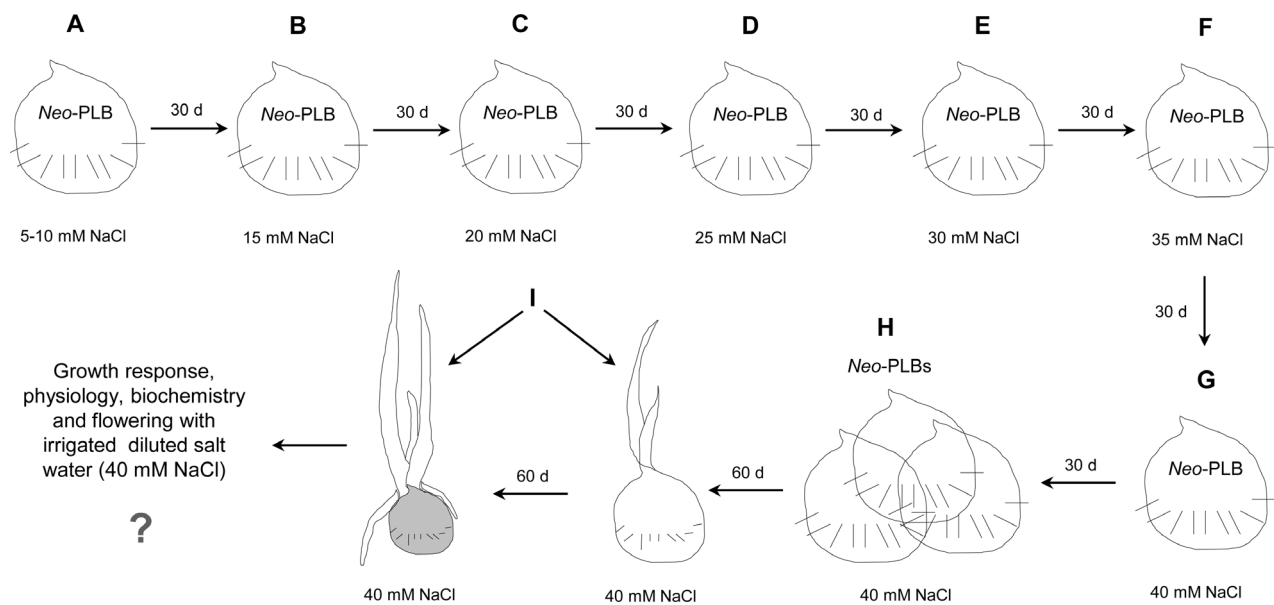 A
B
C
D
E
F
Neo-PLB
30 d
Neo-PLB
30 d
Neo-PLB
30 d
Neo-PLB
30 d
Neo-PLB
30 d
Neo-PLB
5-10 mM NaCl
15 mM NaCl
20 mM NaCl
25 mM NaCl
30 mM NaCl
35 mM NaCl
30 d
G
Neo-PLB
40 mM NaCl
30 d
H
Neo-PLBs
40 mM NaCl
60 d
I
40 mM NaCl
60 d
40 mM NaCl
Growth response,
physiology, biochemistry
and flowering with
irrigated diluted salt
water (40 mM NaCl)
?